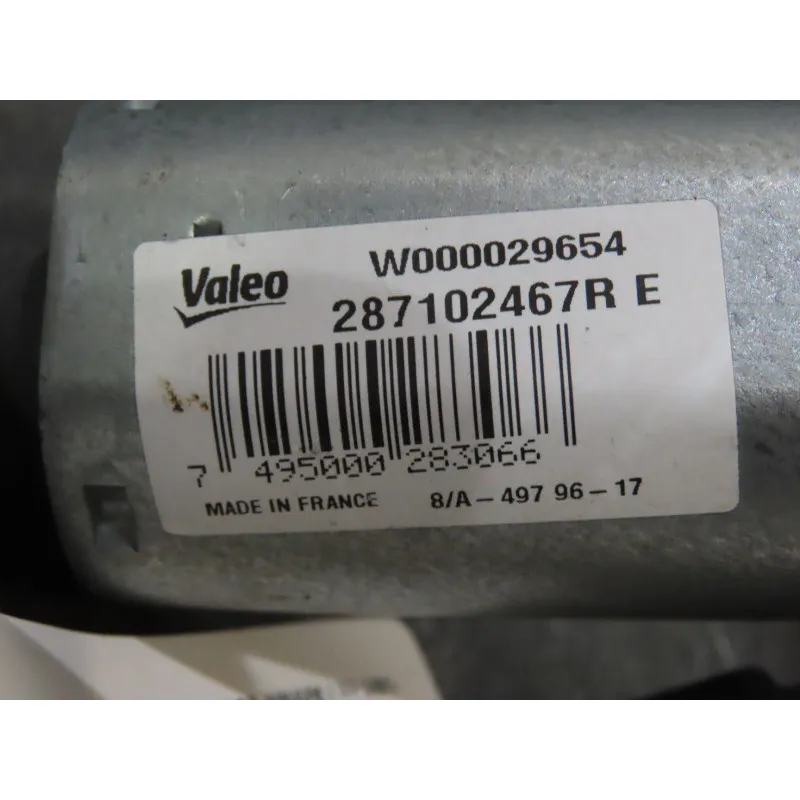 Valeo
W000029654
287102467R E
7 495000 283066
MADE IN FRANCE 8/A-497 96-17